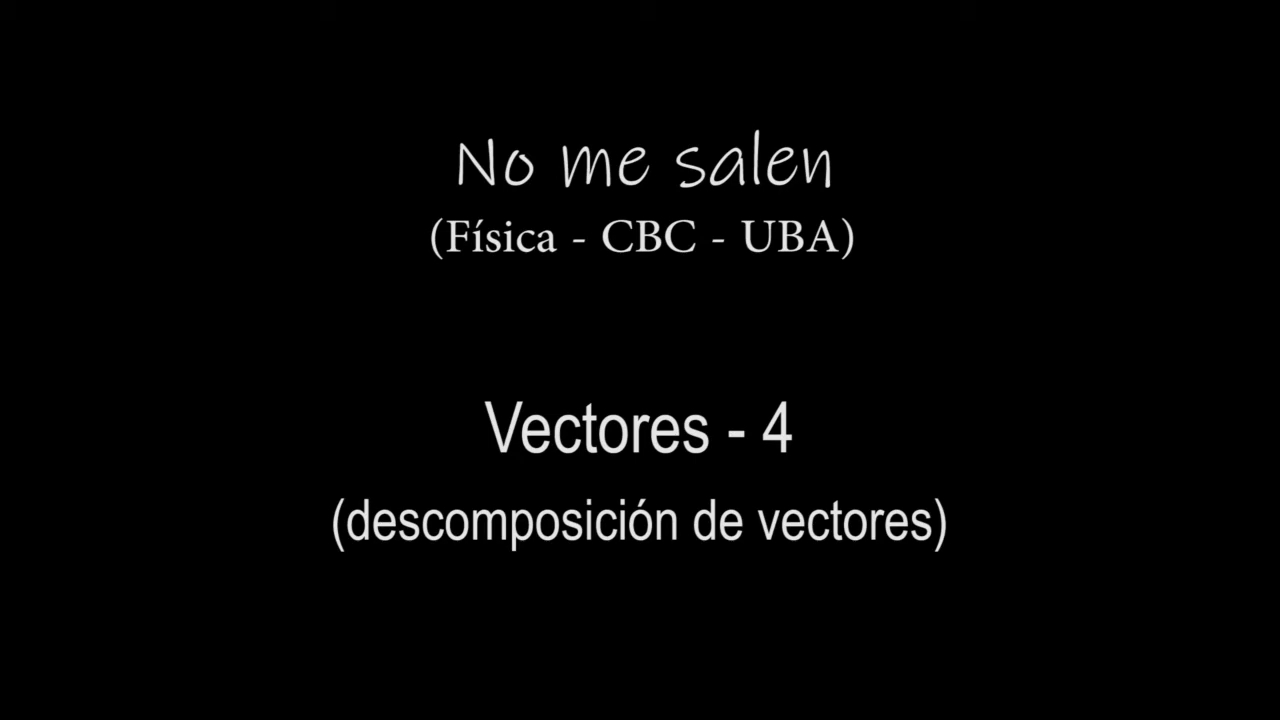 No me salen
(Física - CBC - UBA)
Vectores - 4
(descomposición de vectores)